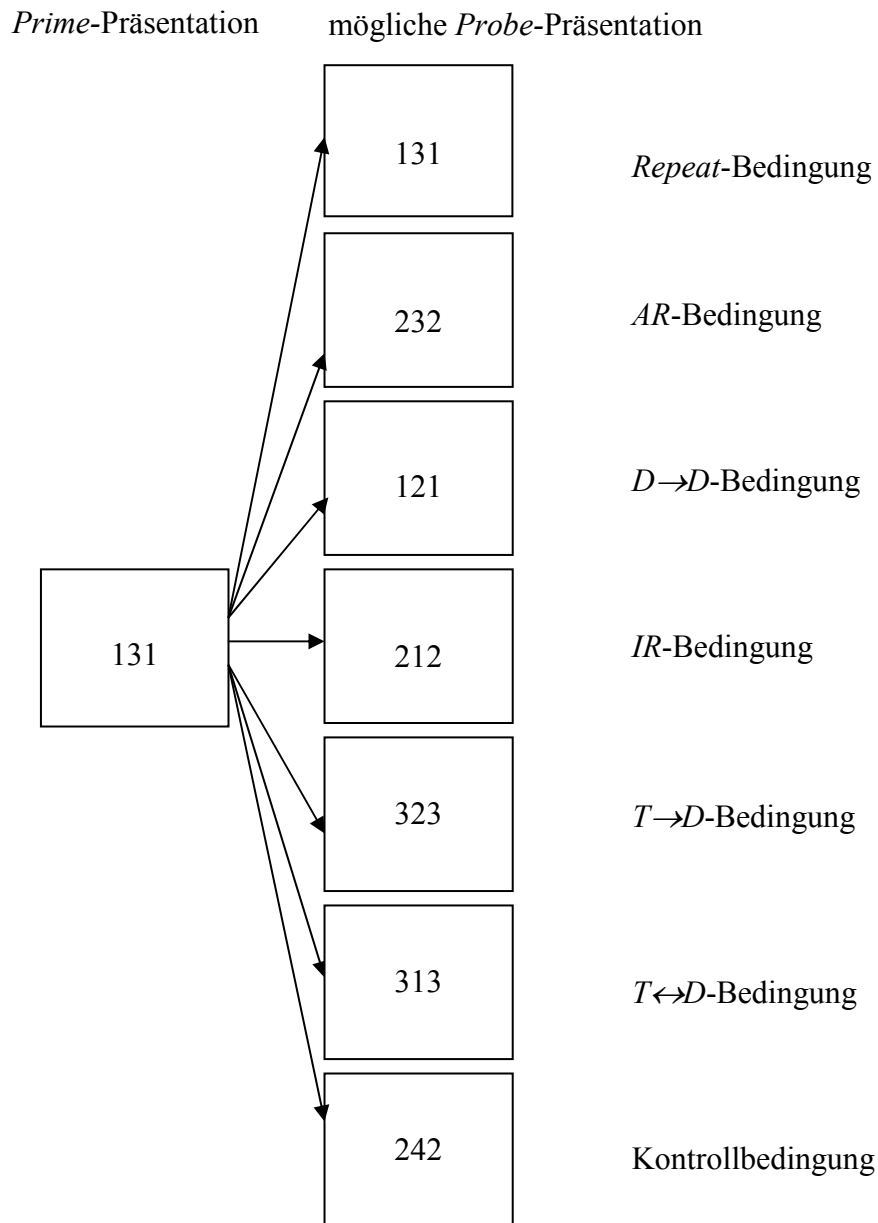 Prime-Präsentation mögliche Probe-Präsentation
131 Repeat-Bedingung
232 AR-Bedingung
121 D→D-Bedingung
131 212 IR-Bedingung
323 T→D-Bedingung
313 T↔D-Bedingung
242 Kontrollbedingung